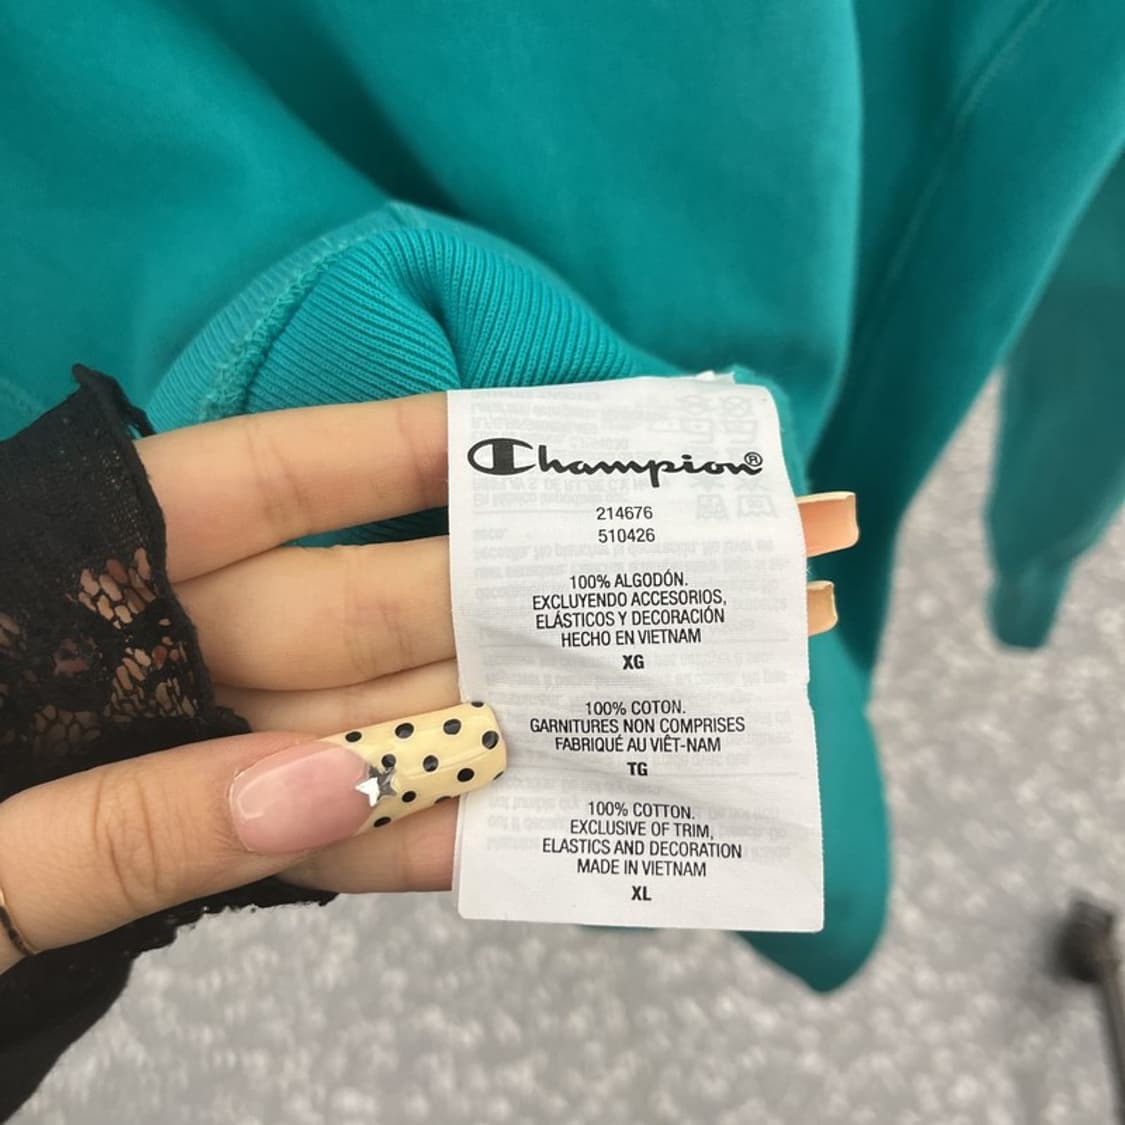 Champion®
214676
510426
100% ALGODÓN.
EXCLUYENDO ACCESORIOS,
ELÁSTICOS Y DECORACIÓN
HECHO EN VIETNAM
XG
100% COTON.
GARNITURES NON COMPRISES
FABRIQUÉ AU VIÊT-NAM
TG
100% COTTON.
EXCLUSIVE OF TRIM,
ELASTICS AND DECORATION
MADE IN VIETNAM
XL